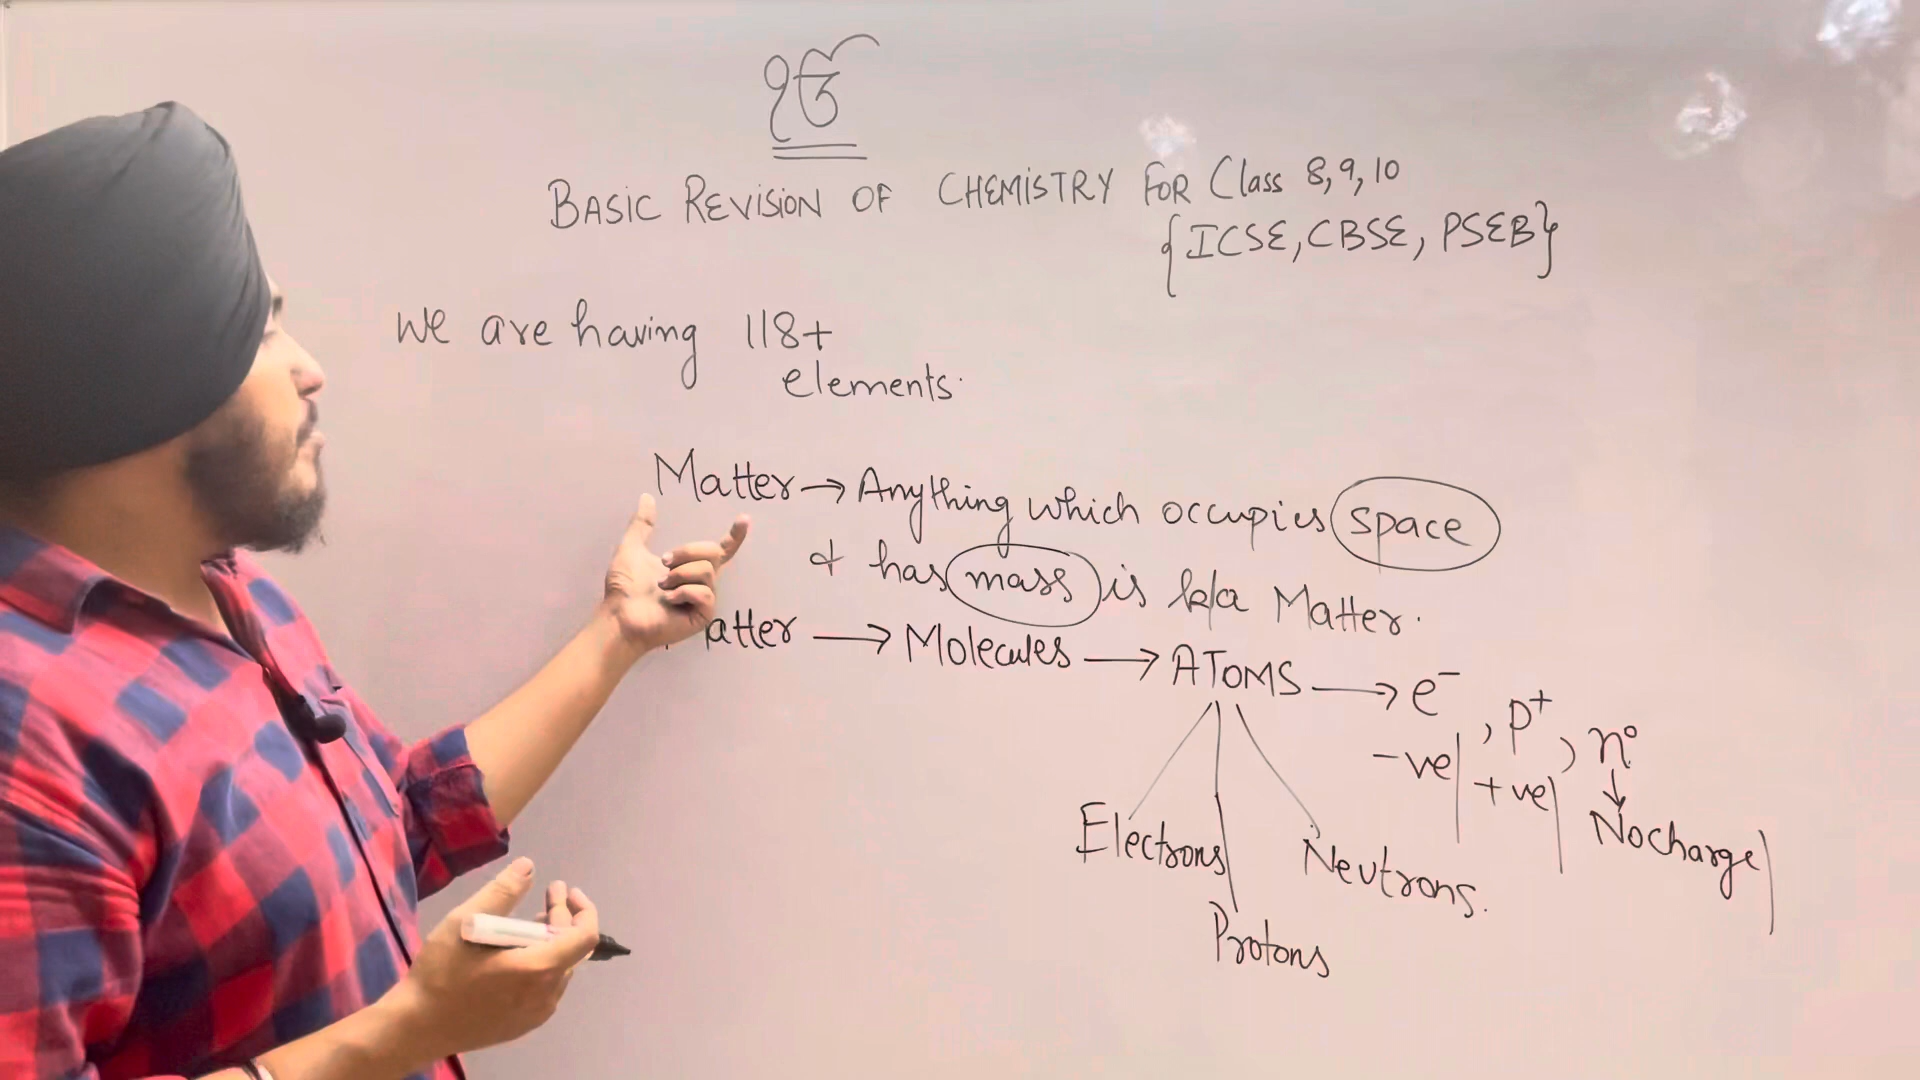 ੴ
BASIC REVISION OF CHEMISTRY FOR Class 8,9,10
{ICSE, CBSE, PSEB}
We are having 118+
elements.
Matter → Anything which occupies space
& has mass is k/a Matter.
atter → Molecules → ATOMS → e⁻, p⁺, n°
-ve +ve ↓
No charge
Electrons Neutrons.
Protons